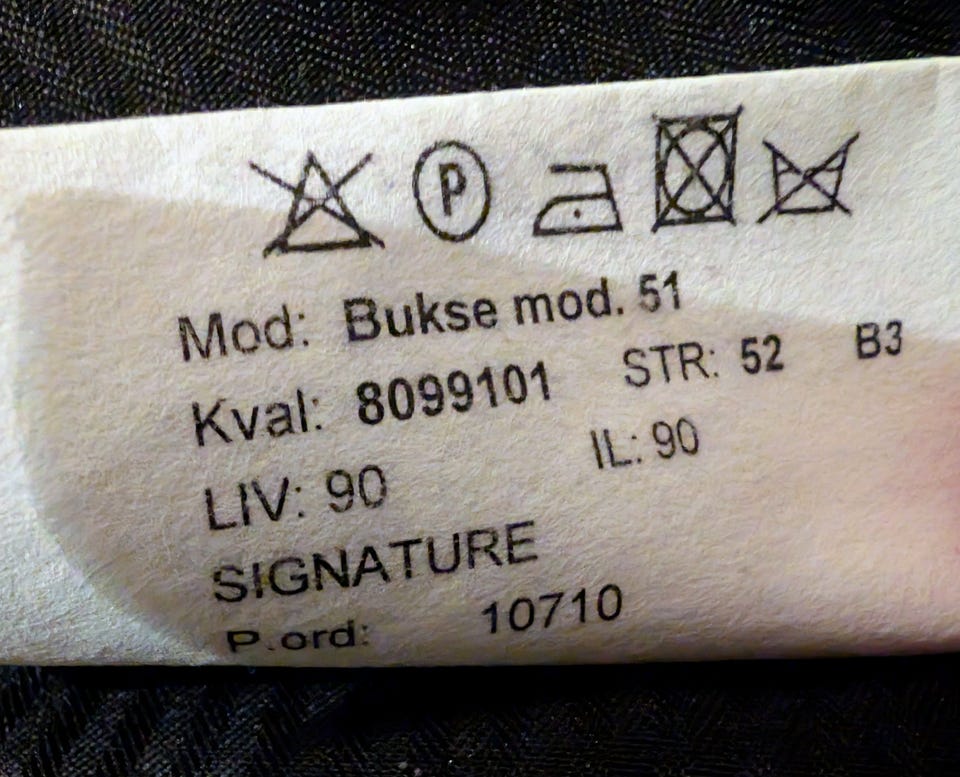 P
Mod: Bukse mod. 51
Kval: 8099101 STR: 52 B3
LIV: 90 IL: 90
SIGNATURE
P.ord: 10710